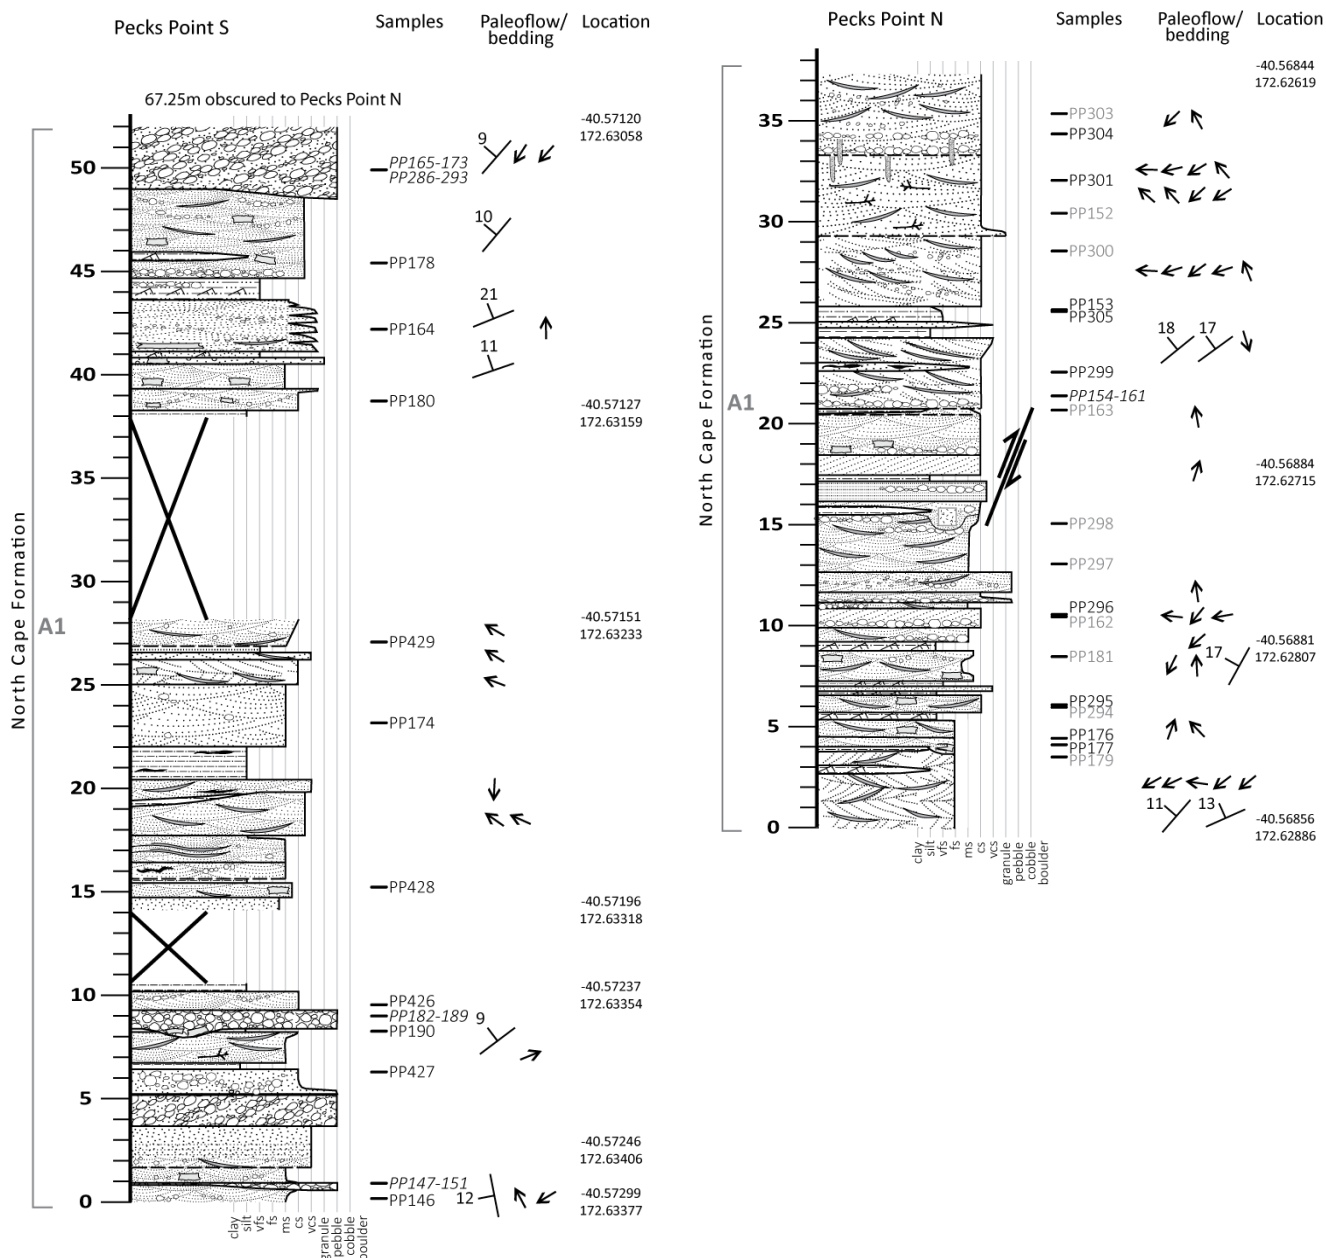 Pecks Point S
Samples
Paleoflow/
bedding
Location
67.25m obscured to Pecks Point N
North Cape Formation
A1
50
45
40
35
30
25
20
15
10
5
0
clay
silt
vfs
fs
ms
cs
vcs
granule
pebble
cobble
boulder
PP165-173
PP286-293
PP178
PP164
PP180
PP429
PP174
PP428
PP426
PP182-189
PP190
PP427
PP147-151
PP146
9
10
21
11
9
12
-40.57120
172.63058
-40.57127
172.63159
-40.57151
172.63233
-40.57196
172.63318
-40.57237
172.63354
-40.57246
172.63406
-40.57299
172.63377
Pecks Point N
Samples
Paleoflow/
bedding
Location
North Cape Formation
A1
35
30
25
20
15
10
5
0
clay
silt
vfs
fs
ms
cs
vcs
granule
pebble
cobble
boulder
PP303
PP304
PP301
PP152
PP300
PP153
PP305
PP299
PP154-161
PP163
PP298
PP297
PP296
PP162
PP181
PP295
PP294
PP176
PP177
PP179
18
17
17
11
13
-40.56844
172.62619
-40.56884
172.62715
-40.56881
172.62807
-40.56856
172.62886